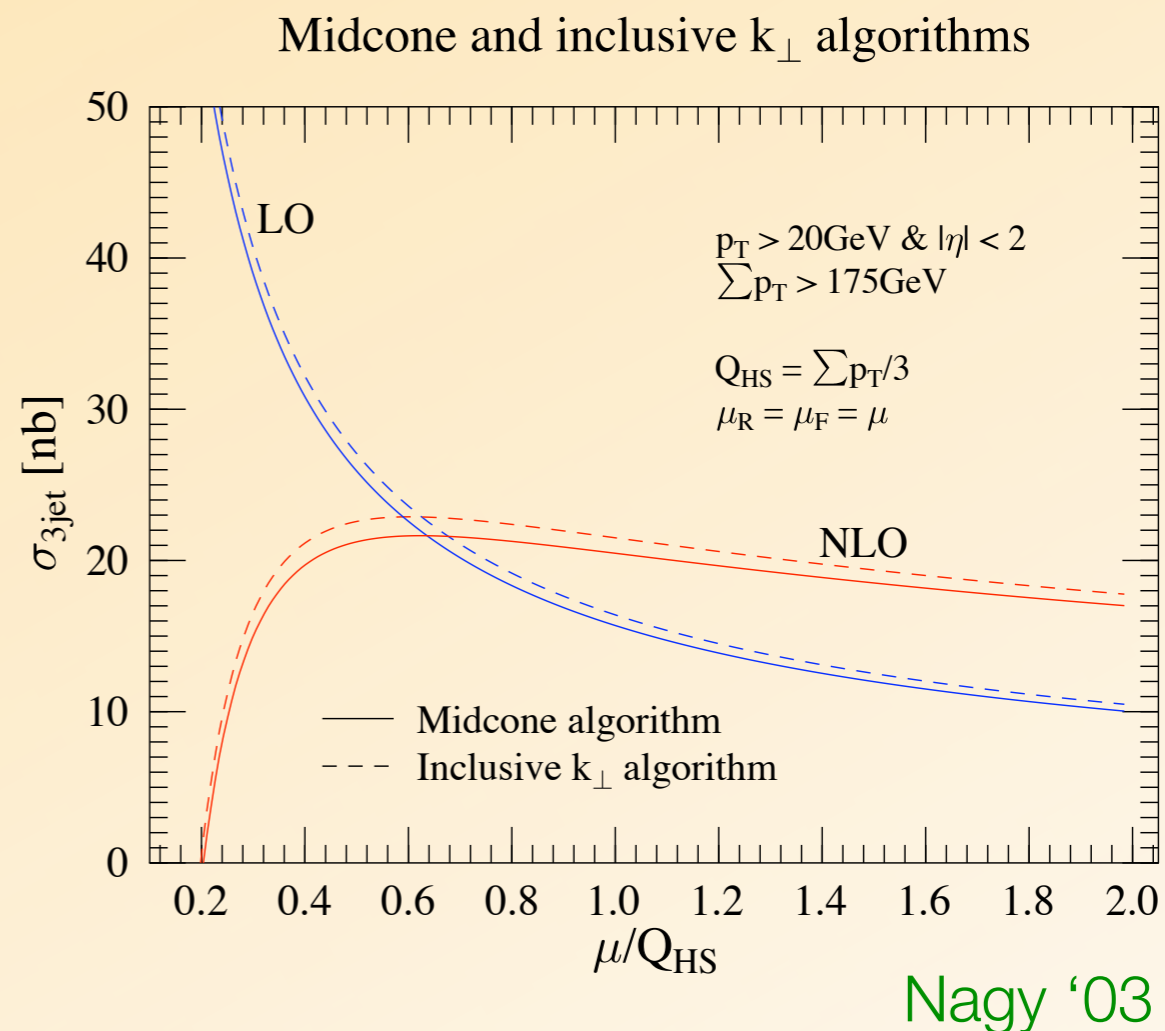 Midcone and inclusive k⊥ algorithms
50
40
30
20
10
0
σ3jet [nb]
LO
pT > 20GeV & |η| < 2
∑pT > 175GeV
QHS = ∑pT/3
μR = μF = μ
NLO
Midcone algorithm
Inclusive k⊥ algorithm
0.2 0.4 0.6 0.8 1.0 1.2 1.4 1.6 1.8 2.0
μ/QHS
Nagy ‘03